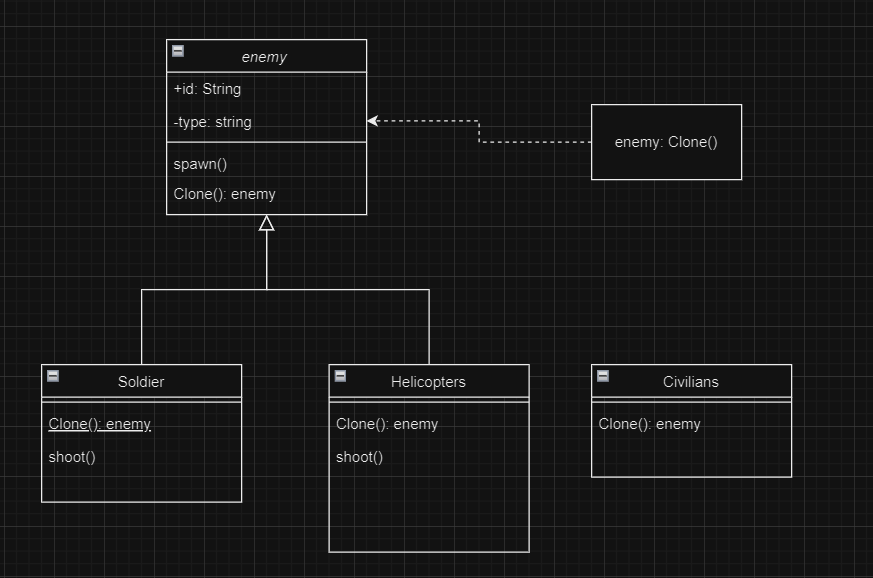 enemy
+id: String
-type: string
spawn()
Clone(): enemy
enemy: Clone()
Soldier
Clone(): enemy
shoot()
Helicopters
Clone(): enemy
shoot()
Civilians
Clone(): enemy